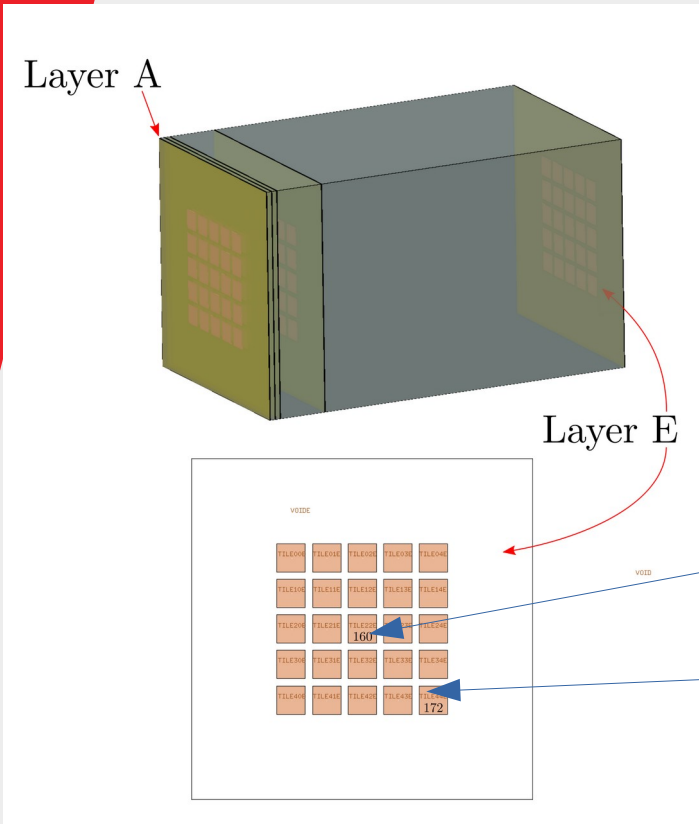 Layer A
Layer E
VOIDE
VOID
TILE00E TILE01E TILE02E TILE03E TILE04E
TILE10E TILE11E TILE12E TILE13E TILE14E
TILE20E TILE21E TILE22E TILE24E
160
TILE30E TILE31E TILE32E TILE33E TILE34E
TILE40E TILE41E TILE42E TILE43E
172